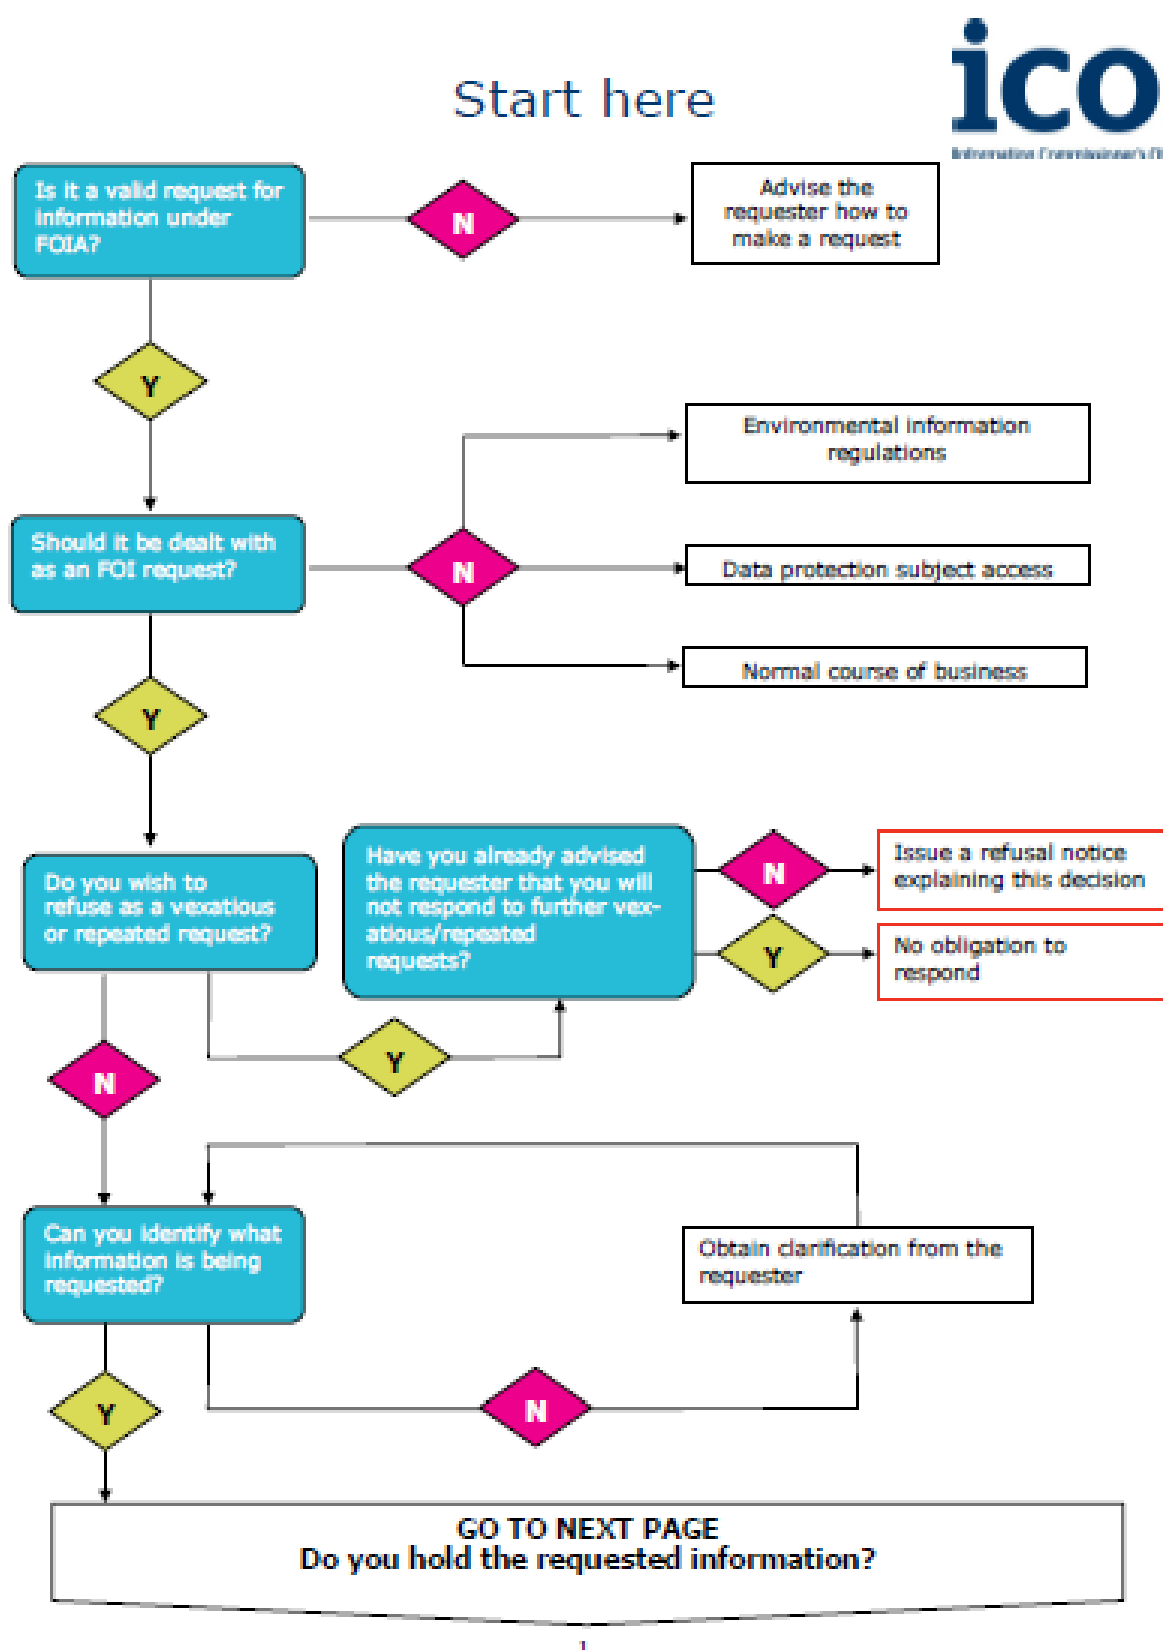 ico
Start here
Information Commissioner's
Is it a valid request for
information under
FOIA?
N
Advise the
requester how to
make a request
Y
Environmental information
regulations
Should it be dealt with
as an FOI request?
N
Data protection subject access
Normal course of business
Y
Do you wish to
refuse as a vexatious
or repeated request?
Have you already advised
the requester that you will
not respond to further vex-
atious/repeated
requests?
N
Issue a refusal notice
explaining this decision
Y
No obligation to
respond
Y
N
Can you identify what
information is being
requested?
Obtain clarification from the
requester
N
Y
GO TO NEXT PAGE
Do you hold the requested information?
1